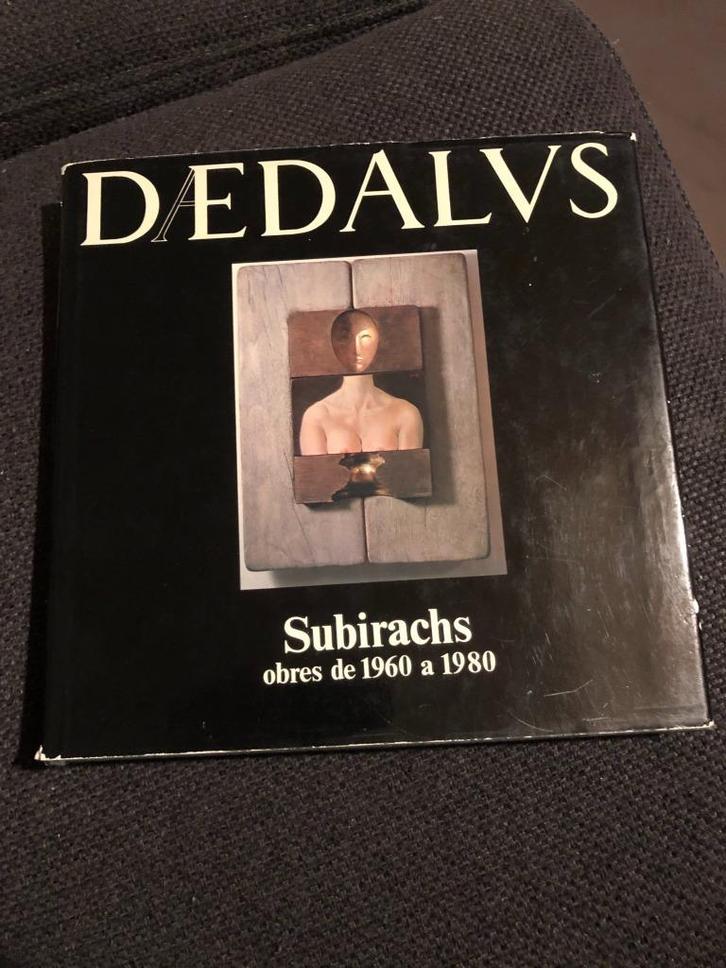 DÆDALVS
Subirachs
obres de 1960 a 1980